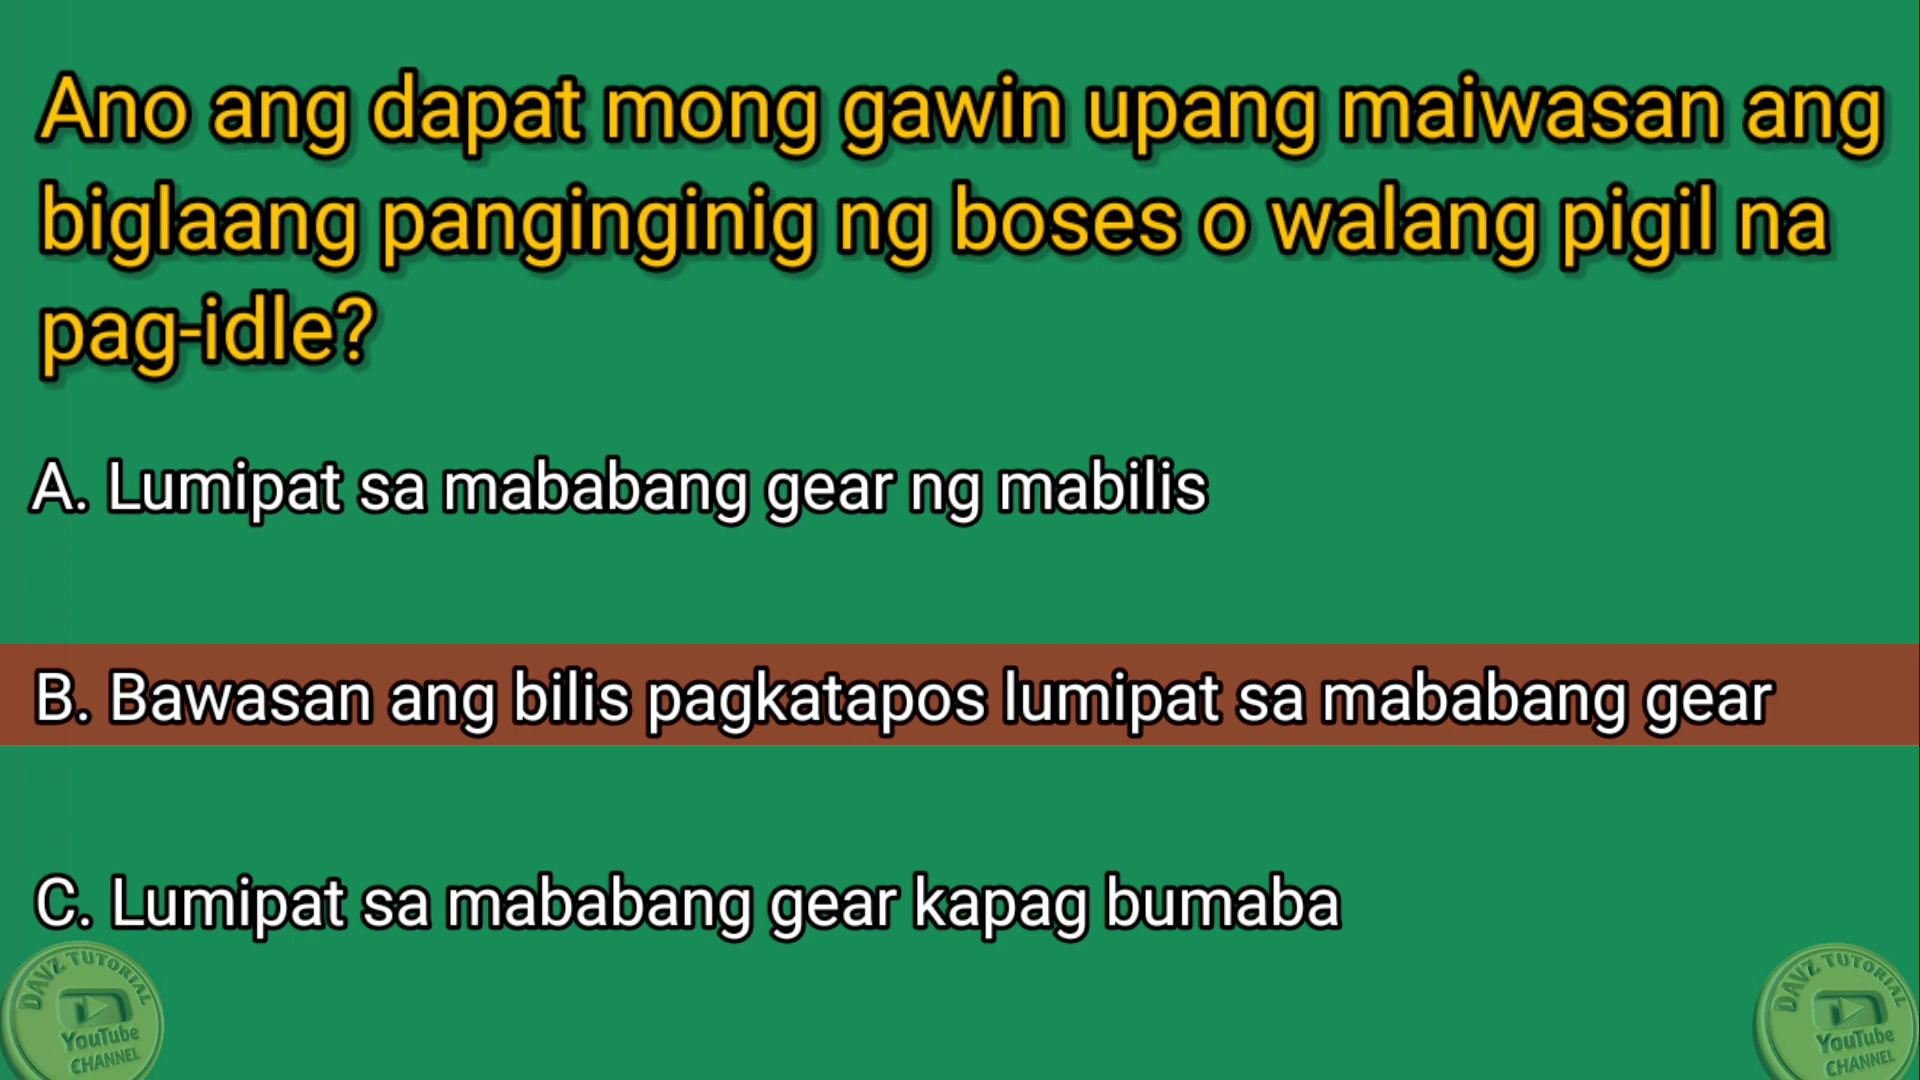 Ano ang dapat mong gawin upang maiwasan ang
biglaang panginginig ng boses o walang pigil na
pag-idle?
A. Lumipat sa mababang gear ng mabilis
B. Bawasan ang bilis pagkatapos lumipat sa mababang gear
C. Lumipat sa mababang gear kapag bumaba
DAVZ TUTORIAL
YouTube
CHANNEL
DAVZ TUTORIAL
YouTube
CHANNEL